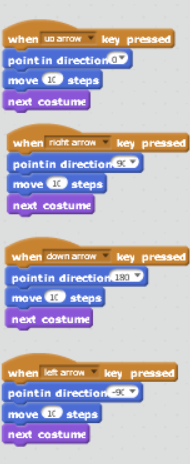 when up arrow key pressed
point in direction 0
move 10 steps
next costume
when right arrow key pressed
point in direction 90
move 10 steps
next costume
when down arrow key pressed
point in direction 180
move 10 steps
next costume
when left arrow key pressed
point in direction -90
move 10 steps
next costume